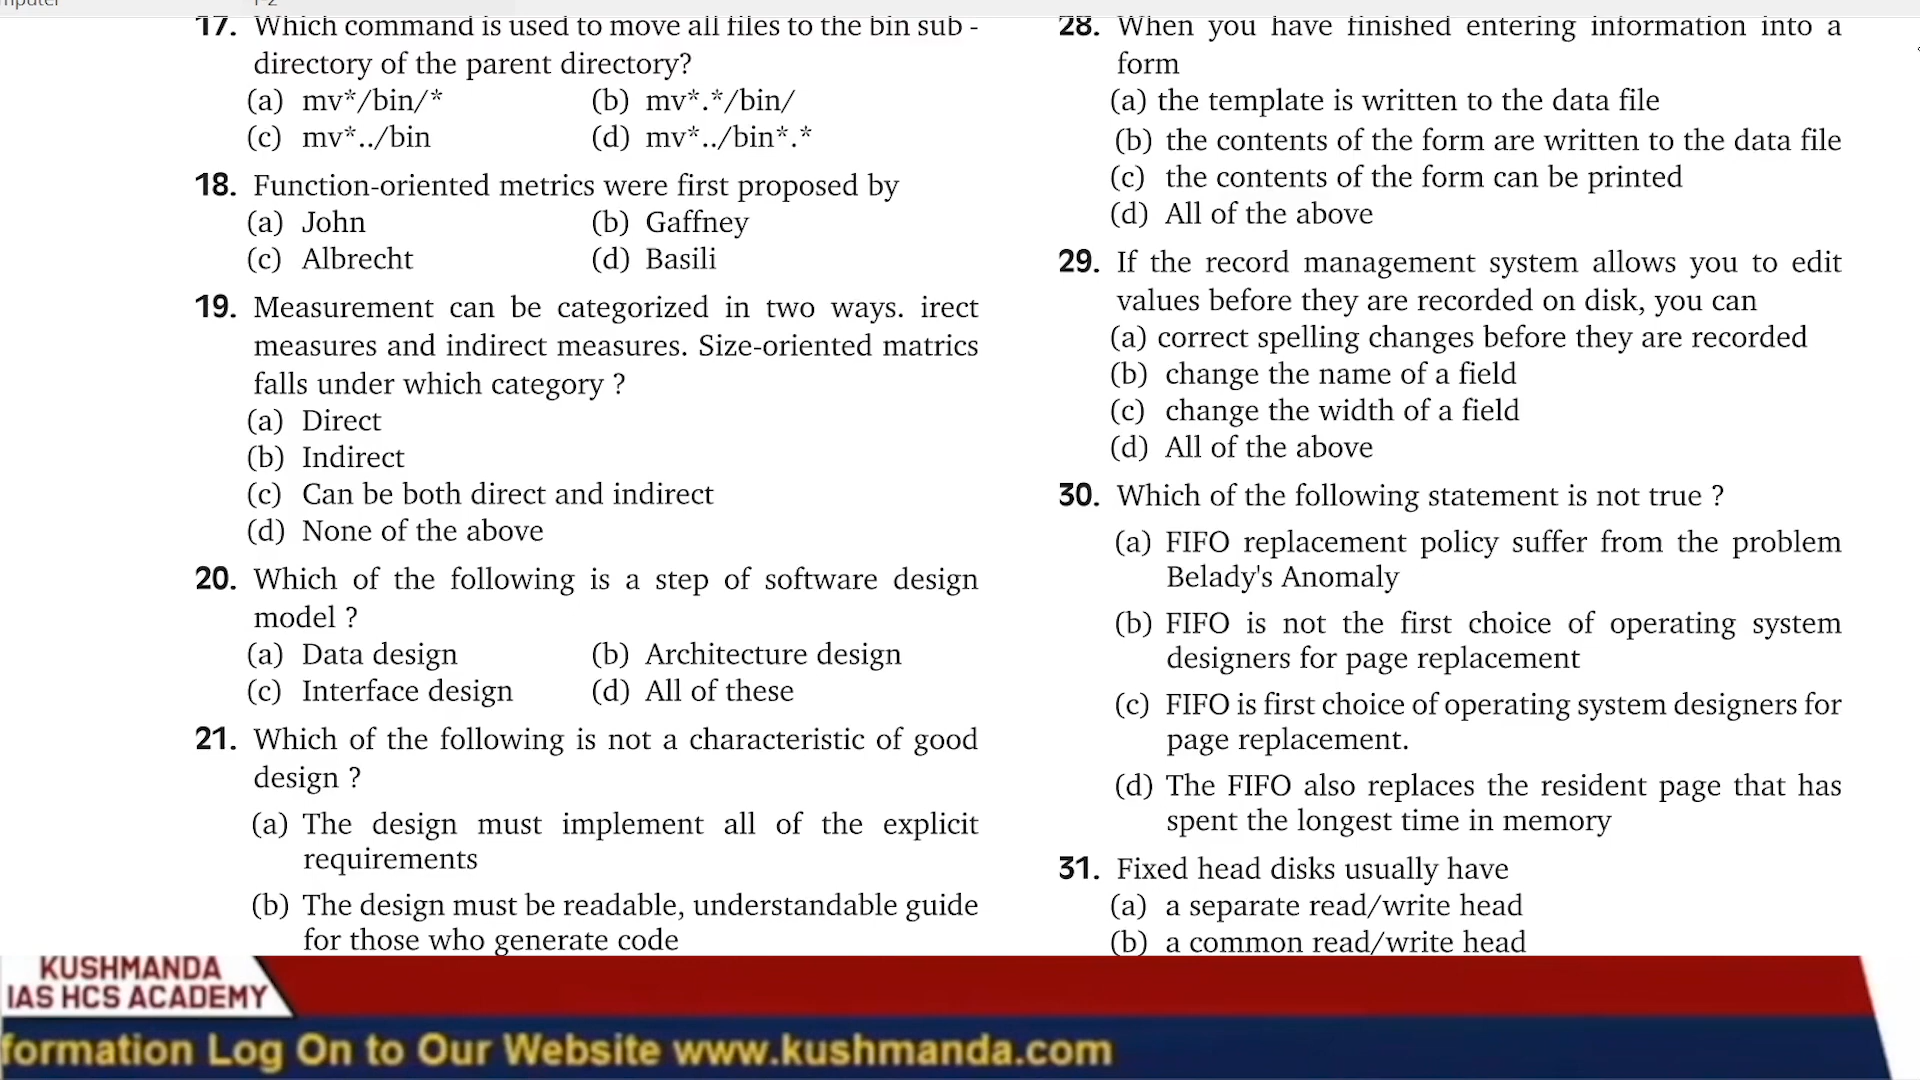 17. Which command is used to move all files to the bin sub -
directory of the parent directory?
(a) mv*/bin/* (b) mv*.*/bin/
(c) mv*../bin (d) mv*../bin*.*
18. Function-oriented metrics were first proposed by
(a) John (b) Gaffney
(c) Albrecht (d) Basili
19. Measurement can be categorized in two ways. irect
measures and indirect measures. Size-oriented matrics
falls under which category ?
(a) Direct
(b) Indirect
(c) Can be both direct and indirect
(d) None of the above
20. Which of the following is a step of software design
model ?
(a) Data design (b) Architecture design
(c) Interface design (d) All of these
21. Which of the following is not a characteristic of good
design ?
(a) The design must implement all of the explicit
requirements
(b) The design must be readable, understandable guide
for those who generate code
28. When you have finished entering information into a
form
(a) the template is written to the data file
(b) the contents of the form are written to the data file
(c) the contents of the form can be printed
(d) All of the above
29. If the record management system allows you to edit
values before they are recorded on disk, you can
(a) correct spelling changes before they are recorded
(b) change the name of a field
(c) change the width of a field
(d) All of the above
30. Which of the following statement is not true ?
(a) FIFO replacement policy suffer from the problem
Belady's Anomaly
(b) FIFO is not the first choice of operating system
designers for page replacement
(c) FIFO is first choice of operating system designers for
page replacement.
(d) The FIFO also replaces the resident page that has
spent the longest time in memory
31. Fixed head disks usually have
(a) a separate read/write head
(b) a common read/write head
KUSHMANDA
IAS HCS ACADEMY
formation Log On to Our Website www.kushmanda.com